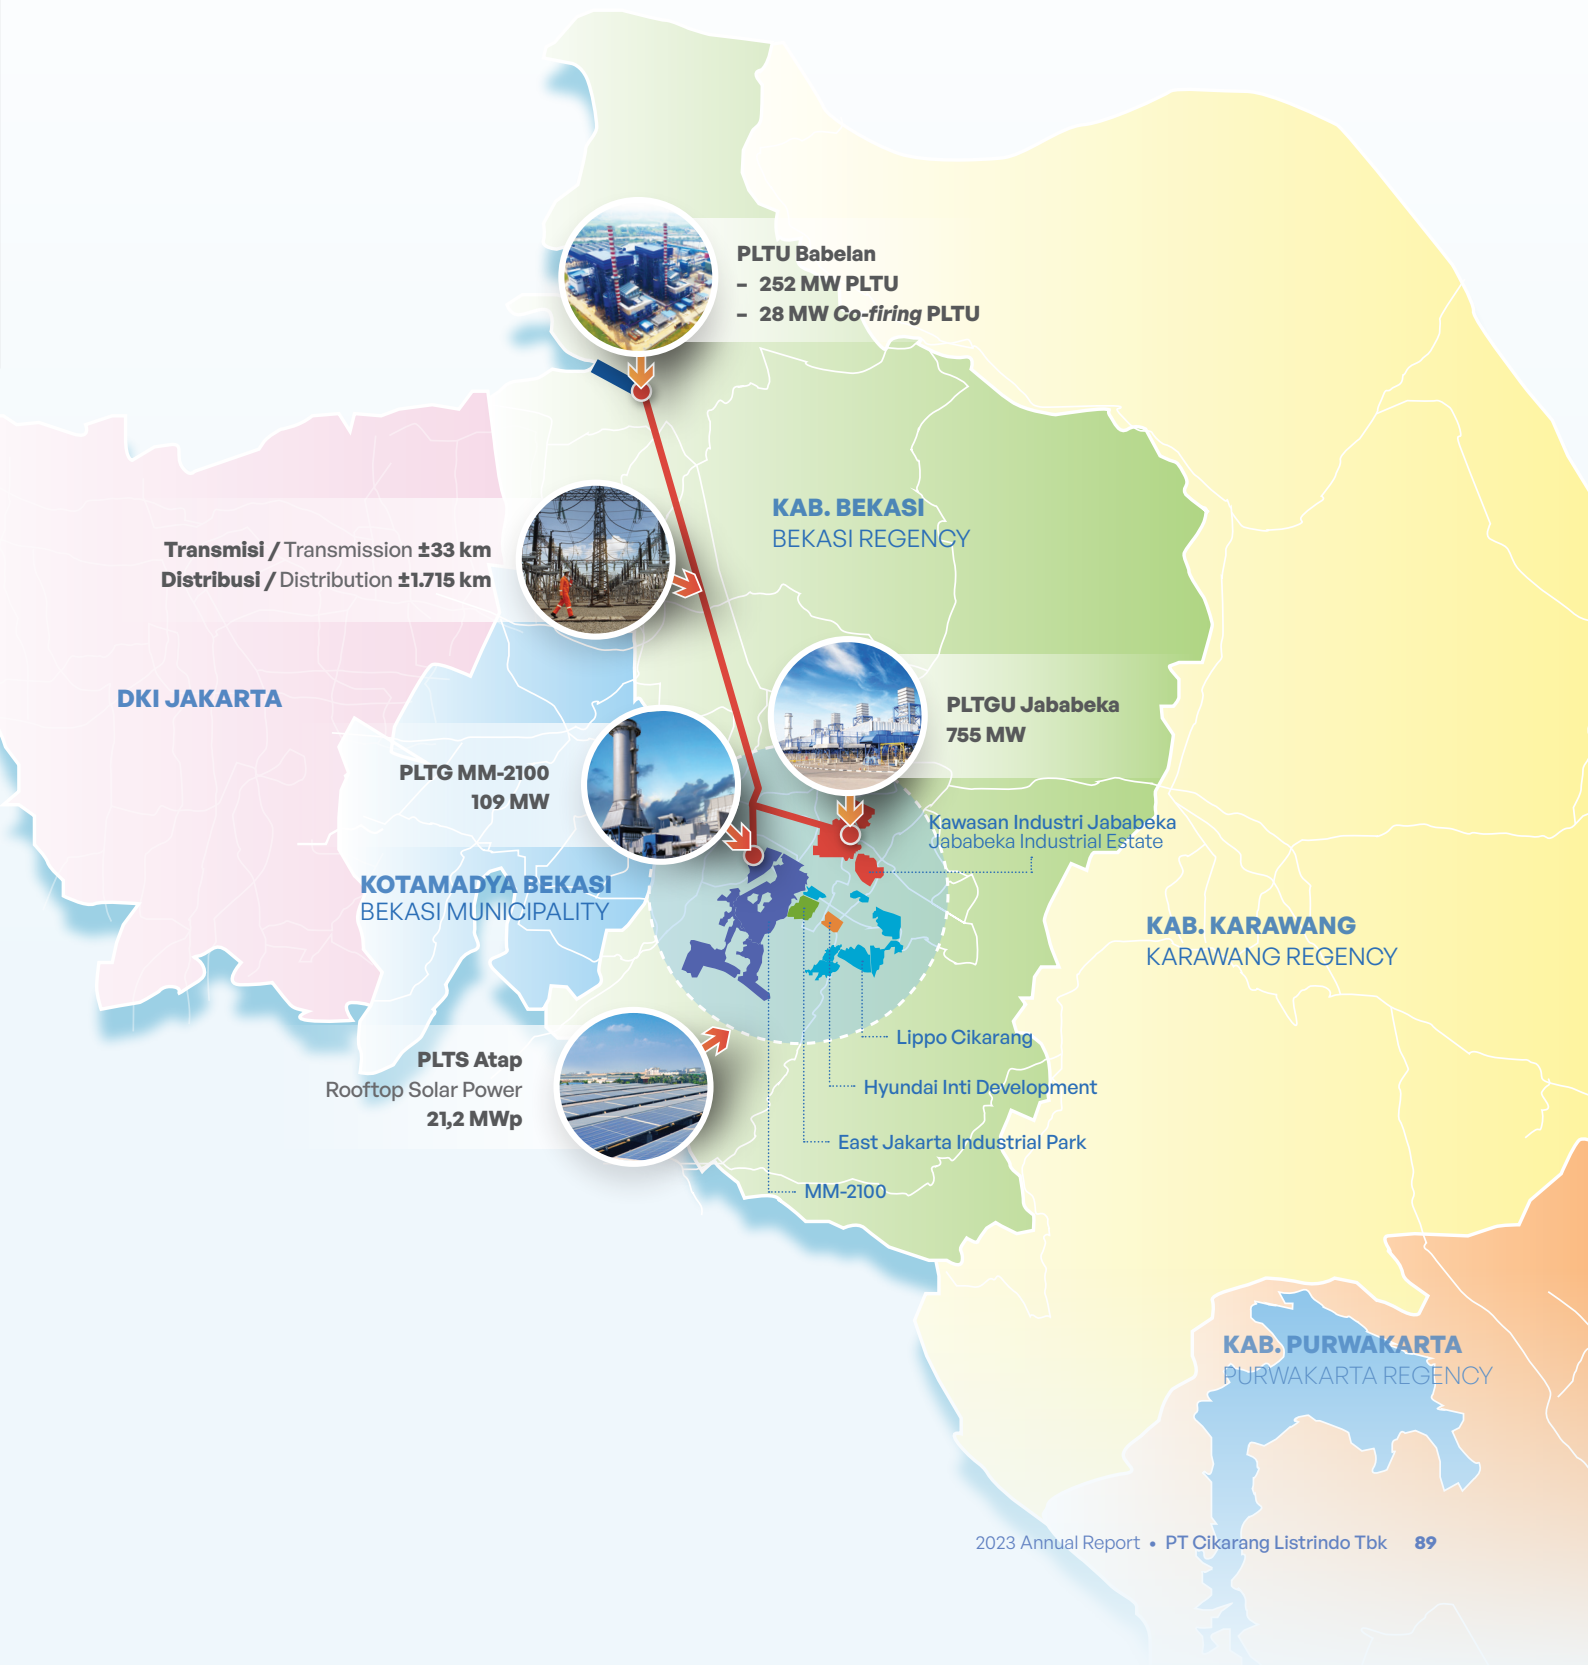 PLTU Babelan
– 252 MW PLTU
– 28 MW Co-firing PLTU
KAB. BEKASI
BEKASI REGENCY
Transmisi / Transmission ±33 km
Distribusi / Distribution ±1.715 km
DKI JAKARTA
PLTGU Jababeka
755 MW
PLTG MM-2100
109 MW
Kawasan Industri Jababeka
Jababeka Industrial Estate
KOTAMADYA BEKASI
BEKASI MUNICIPALITY
KAB. KARAWANG
KARAWANG REGENCY
Lippo Cikarang
PLTS Atap
Rooftop Solar Power
21,2 MWp
Hyundai Inti Development
East Jakarta Industrial Park
MM-2100
KAB. PURWAKARTA
PURWAKARTA REGENCY
2023 Annual Report • PT Cikarang Listrindo Tbk 89